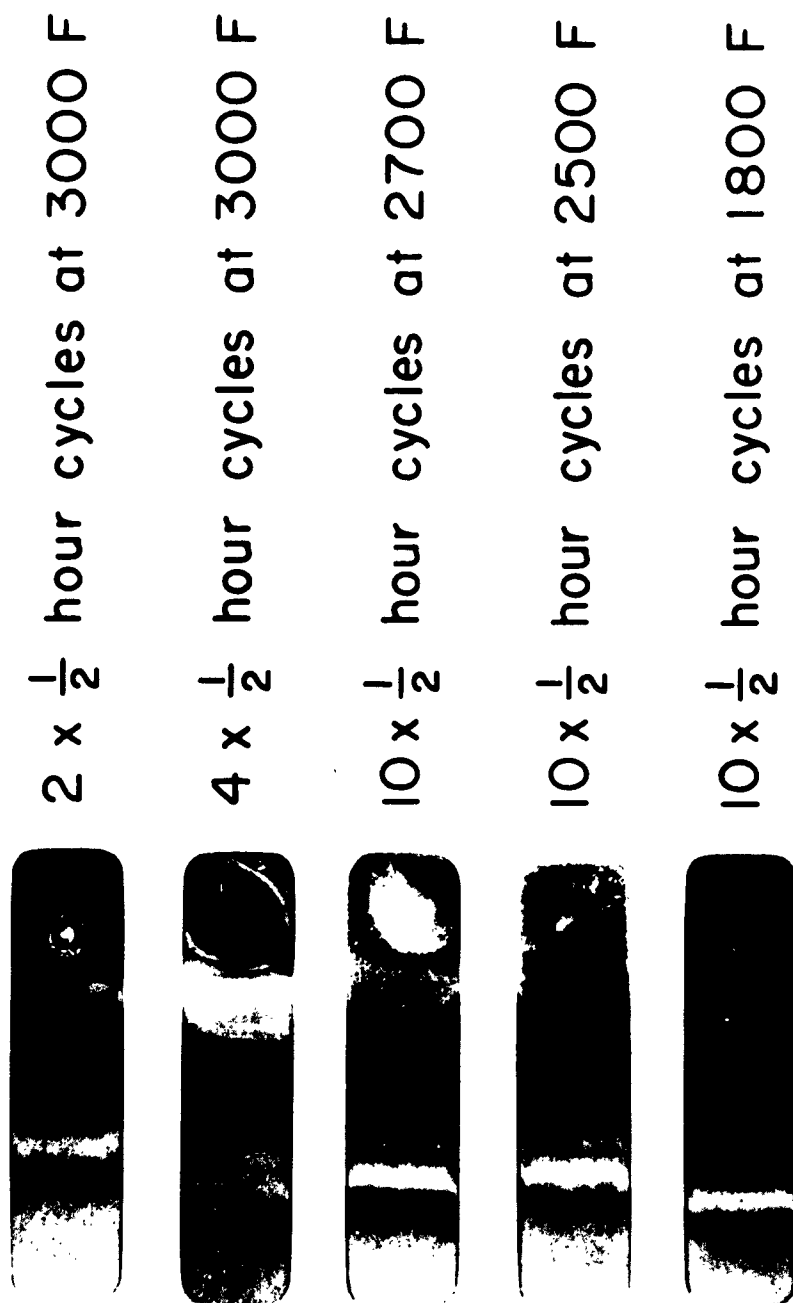 2 x 1/2 hour cycles at 3000 F
4 x 1/2 hour cycles at 3000 F
10 x 1/2 hour cycles at 2700 F
10 x 1/2 hour cycles at 2500 F
10 x 1/2 hour cycles at 1800 F